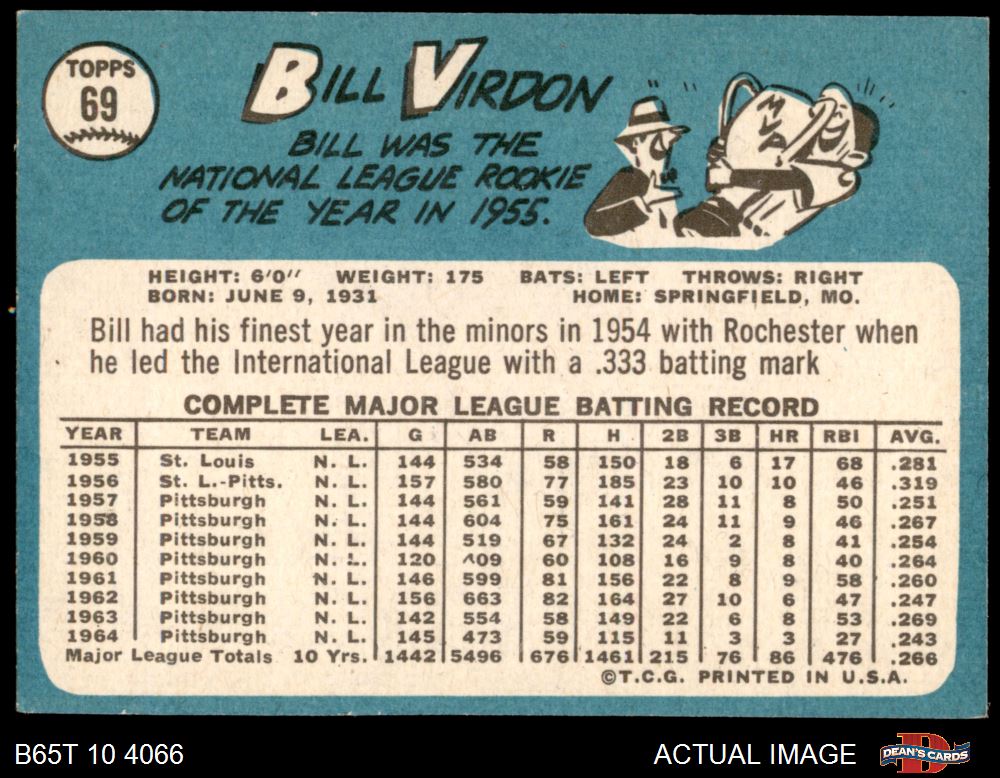 TOPPS
69
BILL VIRDON
BILL WAS THE
NATIONAL LEAGUE ROOKIE
OF THE YEAR IN 1955.
MVP
HEIGHT: 6'0" WEIGHT: 175 BATS: LEFT THROWS: RIGHT
BORN: JUNE 9, 1931 HOME: SPRINGFIELD, MO.
Bill had his finest year in the minors in 1954 with Rochester when
he led the International League with a .333 batting mark
COMPLETE MAJOR LEAGUE BATTING RECORD
YEAR TEAM LEA. G AB R H 2B 3B HR RBI AVG.
1955 St. Louis N. L. 144 534 58 150 18 6 17 68 .281
1956 St. L.-Pitts. N. L. 157 580 77 185 23 10 10 46 .319
1957 Pittsburgh N. L. 144 561 59 141 28 11 8 50 .251
1958 Pittsburgh N. L. 144 604 75 161 24 11 9 46 .267
1959 Pittsburgh N. L. 144 519 67 132 24 2 8 41 .254
1960 Pittsburgh N. L. 120 409 60 108 16 9 8 40 .264
1961 Pittsburgh N. L. 146 599 81 156 22 8 9 58 .260
1962 Pittsburgh N. L. 156 663 82 164 27 10 6 47 .247
1963 Pittsburgh N. L. 142 554 58 149 22 6 8 53 .269
1964 Pittsburgh N. L. 145 473 59 115 11 3 3 27 .243
Major League Totals 10 Yrs. 1442 5496 676 1461 215 76 86 476 .266
©T.C.G. PRINTED IN U.S.A.
B65T 10 4066 ACTUAL IMAGE DEAN'S CARDS